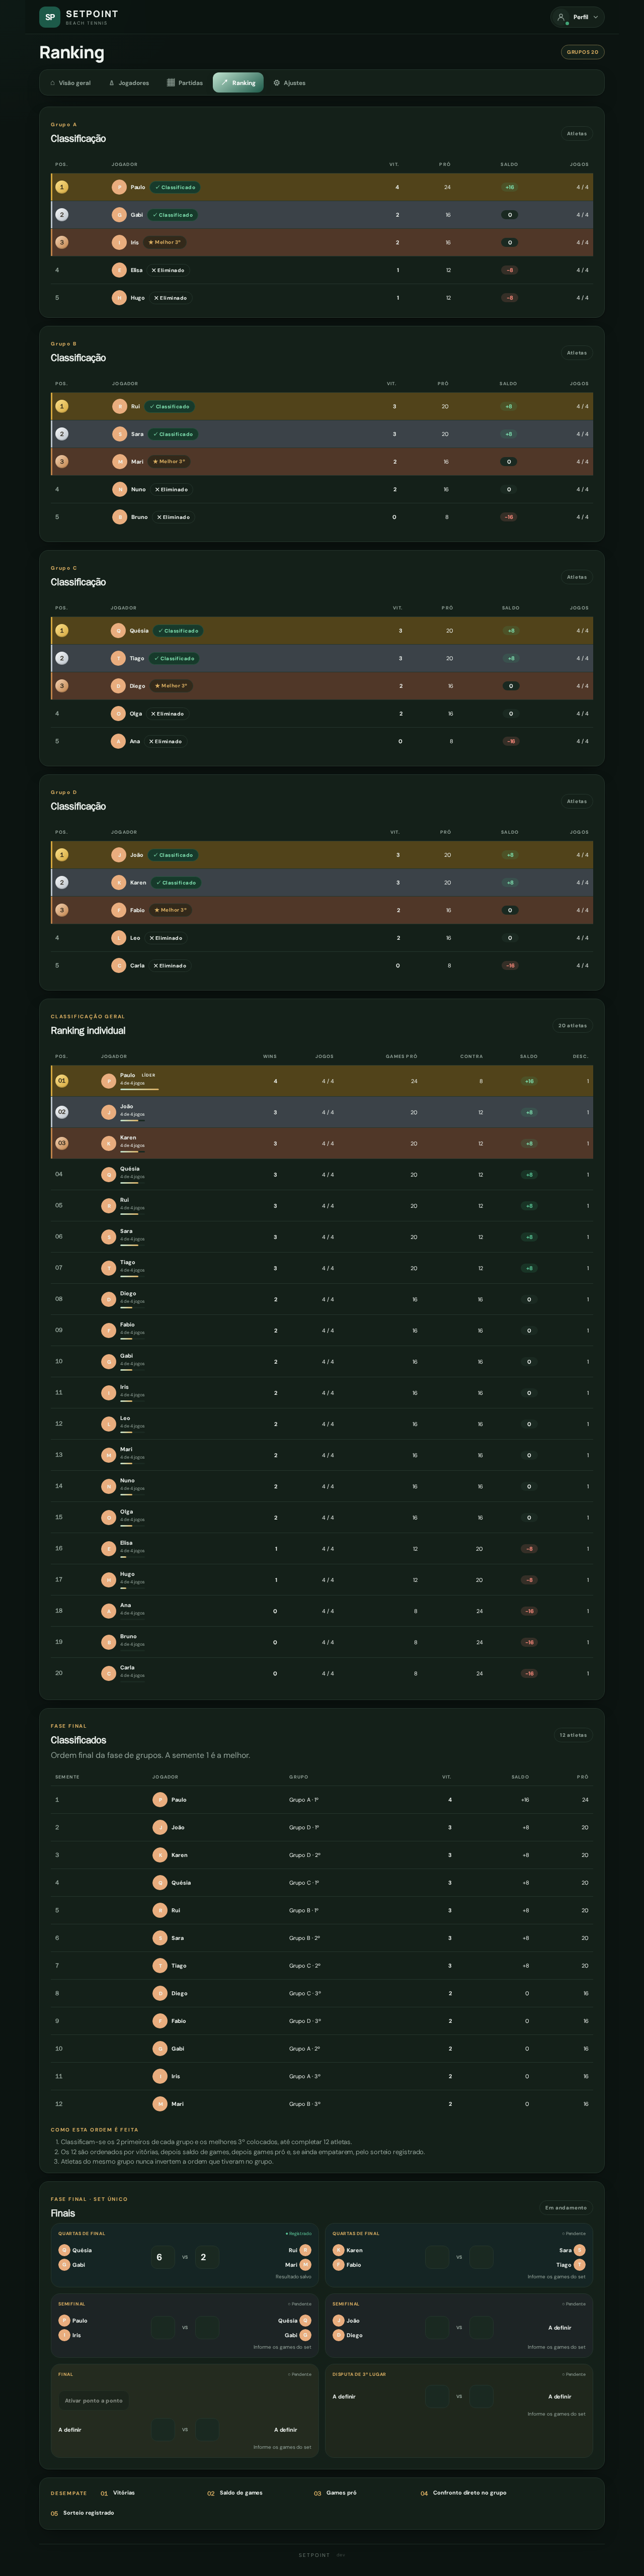 SP SETPOINT Perfil
BEACH TENNIS
Ranking GRUPOS 20
Visão geral Jogadores Partidas Ranking Ajustes
Grupo A
Classificação Atletas
POS. JOGADOR VIT. PRÓ SALDO JOGOS
1 P Paulo ✓ Classificado 4 24 +16 4 / 4
2 G Gabi ✓ Classificado 2 16 0 4 / 4
3 I Iris ★ Melhor 3º 2 16 0 4 / 4
4 E Elisa ✕ Eliminado 1 12 -8 4 / 4
5 H Hugo ✕ Eliminado 1 12 -8 4 / 4
Grupo B
Classificação Atletas
POS. JOGADOR VIT. PRÓ SALDO JOGOS
1 R Rui ✓ Classificado 3 20 +8 4 / 4
2 S Sara ✓ Classificado 3 20 +8 4 / 4
3 M Mari ★ Melhor 3º 2 16 0 4 / 4
4 N Nuno ✕ Eliminado 2 16 0 4 / 4
5 B Bruno ✕ Eliminado 0 8 -16 4 / 4
Grupo C
Classificação Atletas
POS. JOGADOR VIT. PRÓ SALDO JOGOS
1 Q Quésia ✓ Classificado 3 20 +8 4 / 4
2 T Tiago ✓ Classificado 3 20 +8 4 / 4
3 D Diego ★ Melhor 3º 2 16 0 4 / 4
4 O Olga ✕ Eliminado 2 16 0 4 / 4
5 A Ana ✕ Eliminado 0 8 -16 4 / 4
Grupo D
Classificação Atletas
POS. JOGADOR VIT. PRÓ SALDO JOGOS
1 J João ✓ Classificado 3 20 +8 4 / 4
2 K Karen ✓ Classificado 3 20 +8 4 / 4
3 F Fabio ★ Melhor 3º 2 16 0 4 / 4
4 L Leo ✕ Eliminado 2 16 0 4 / 4
5 C Carla ✕ Eliminado 0 8 -16 4 / 4
CLASSIFICAÇÃO GERAL
Ranking individual 20 atletas
POS. JOGADOR WINS JOGOS GAMES PRÓ CONTRA SALDO DESC.
01 P Paulo LÍDER 4 4 / 4 24 8 +16 1
4 de 4 jogos
02 J João 3 4 / 4 20 12 +8 1
4 de 4 jogos
03 K Karen 3 4 / 4 20 12 +8 1
4 de 4 jogos
04 Q Quésia 3 4 / 4 20 12 +8 1
4 de 4 jogos
05 R Rui 3 4 / 4 20 12 +8 1
4 de 4 jogos
06 S Sara 3 4 / 4 20 12 +8 1
4 de 4 jogos
07 T Tiago 3 4 / 4 20 12 +8 1
4 de 4 jogos
08 D Diego 2 4 / 4 16 16 0 1
4 de 4 jogos
09 F Fabio 2 4 / 4 16 16 0 1
4 de 4 jogos
10 G Gabi 2 4 / 4 16 16 0 1
4 de 4 jogos
11 I Iris 2 4 / 4 16 16 0 1
4 de 4 jogos
12 L Leo 2 4 / 4 16 16 0 1
4 de 4 jogos
13 M Mari 2 4 / 4 16 16 0 1
4 de 4 jogos
14 N Nuno 2 4 / 4 16 16 0 1
4 de 4 jogos
15 O Olga 2 4 / 4 16 16 0 1
4 de 4 jogos
16 E Elisa 1 4 / 4 12 20 -8 1
4 de 4 jogos
17 H Hugo 1 4 / 4 12 20 -8 1
4 de 4 jogos
18 A Ana 0 4 / 4 8 24 -16 1
4 de 4 jogos
19 B Bruno 0 4 / 4 8 24 -16 1
4 de 4 jogos
20 C Carla 0 4 / 4 8 24 -16 1
4 de 4 jogos
FASE FINAL
Classificados 12 atletas
Ordem final da fase de grupos. A semente 1 é a melhor.
SEMENTE JOGADOR GRUPO VIT. SALDO PRÓ
1 P Paulo Grupo A · 1º 4 +16 24
2 J João Grupo D · 1º 3 +8 20
3 K Karen Grupo D · 2º 3 +8 20
4 Q Quésia Grupo C · 1º 3 +8 20
5 R Rui Grupo B · 1º 3 +8 20
6 S Sara Grupo B · 2º 3 +8 20
7 T Tiago Grupo C · 2º 3 +8 20
8 D Diego Grupo C · 3º 2 0 16
9 F Fabio Grupo D · 3º 2 0 16
10 G Gabi Grupo A · 2º 2 0 16
11 I Iris Grupo A · 3º 2 0 16
12 M Mari Grupo B · 3º 2 0 16
COMO ESTA ORDEM É FEITA
1. Classificam-se os 2 primeiros de cada grupo e os melhores 3º colocados, até completar 12 atletas.
2. Os 12 são ordenados por vitórias, depois saldo de games, depois games pró e, se ainda empatarem, pelo sorteio registrado.
3. Atletas do mesmo grupo nunca invertem a ordem que tiveram no grupo.
FASE FINAL · SET ÚNICO
Finais Em andamento
QUARTAS DE FINAL Registrado
Q Quésia Rui R
6 vs 2
G Gabi Mari M
Resultado salvo
QUARTAS DE FINAL Pendente
K Karen Sara S
vs
F Fabio Tiago T
Informe os games do set
SEMIFINAL Pendente
P Paulo Quésia Q
vs
I Iris Gabi G
Informe os games do set
SEMIFINAL Pendente
J João
vs A definir
D Diego
Informe os games do set
FINAL Pendente
Ativar ponto a ponto
A definir vs A definir
Informe os games do set
DISPUTA DE 3º LUGAR Pendente
A definir vs A definir
Informe os games do set
DESEMPATE 01 Vitórias 02 Saldo de games 03 Games pró 04 Confronto direto no grupo
05 Sorteio registrado
SETPOINT